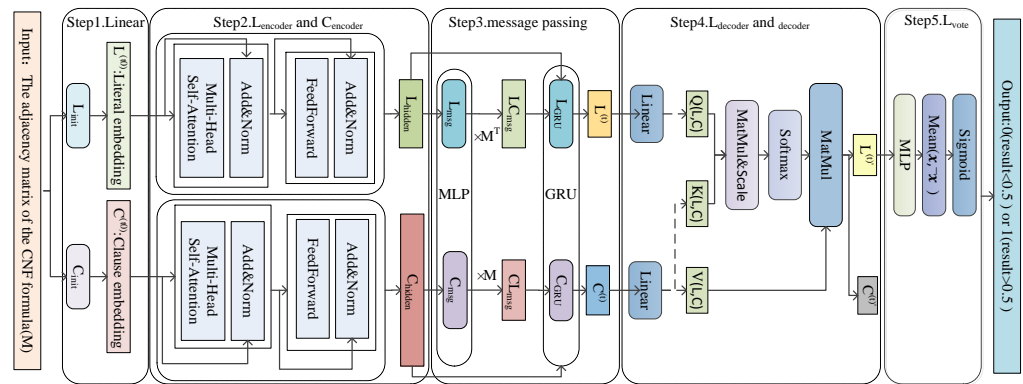 Input: The adjacency matrix of the CNF formula(M)
Step1.Linear
L_init
L^(0):Literal embedding
C_init
C^(0):Clause embedding
Step2.L_encoder and C_encoder
Multi-Head
Self-Attention
Add&Norm
FeedForward
Add&Norm
Multi-Head
Self-Attention
Add&Norm
FeedForward
Add&Norm
L_hidden
C_hidden
Step3.message passing
L_msg
×M^T
LC_msg
L_GRU
L^(t)
MLP
GRU
C_msg
×M
CL_msg
C_GRU
C^(t)
Step4.L_decoder and _decoder
Linear
Q(L,C)
K(L,C)
Linear
V(L,C)
MatMul&Scale
Softmax
MatMul
L^(t)'
C^(t)'
Step5.L_vote
MLP
Mean(x,¬x )
Sigmoid
Output:0(result<0.5 ) or 1(result>0.5 )